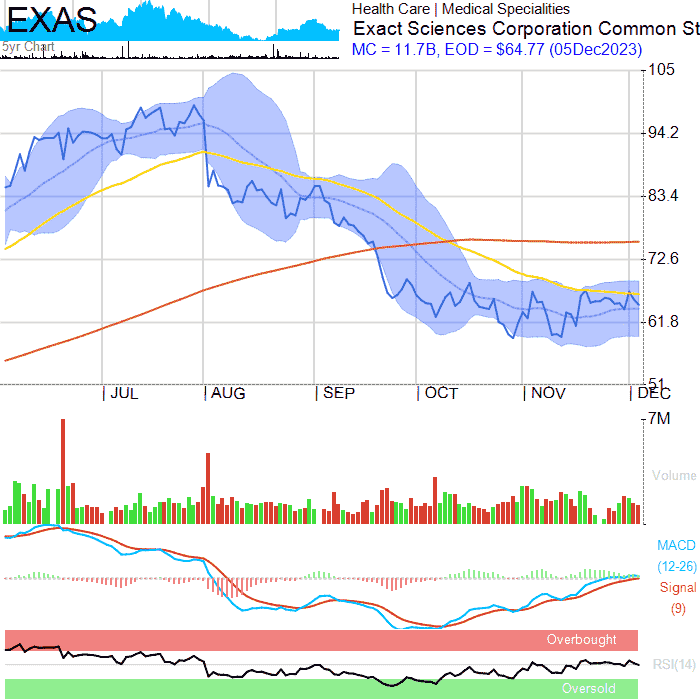 EXAS
5yr Chart
Health Care | Medical Specialities
Exact Sciences Corporation Common St
MC = 11.7B, EOD = $64.77 (05Dec2023)
105
94.2
83.4
72.6
61.8
51
JUL AUG SEP OCT NOV DEC
7M
Volume
MACD
(12-26)
Signal
(9)
Overbought
RSI(14)
Oversold